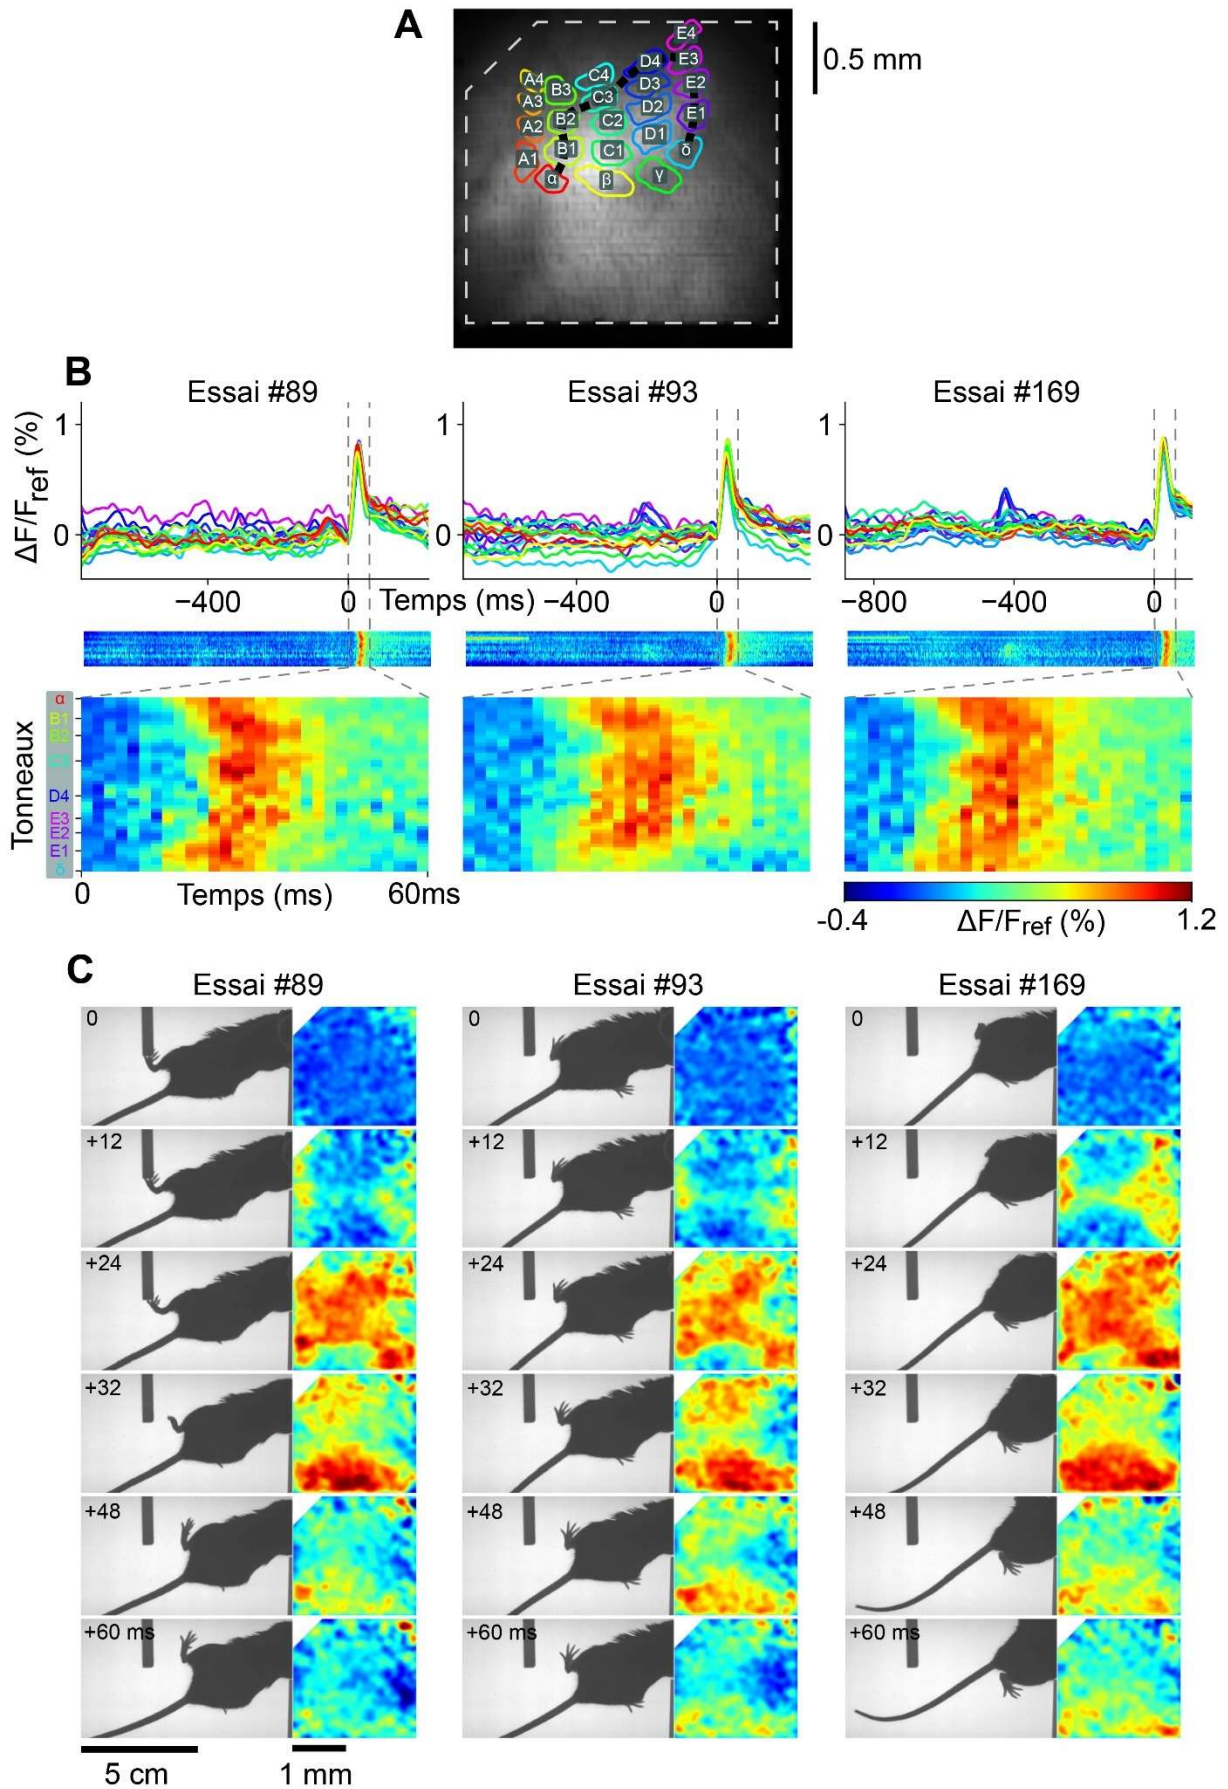 A
E4
0.5 mm
D4 E3
C4
A4 B3 D3 E2
A3 C3
D2
A2 B2 C2 E1
D1
B1 C1 δ
A1
α β γ
B
Essai #89 Essai #93 Essai #169
ΔF/Fref (%)
1 1 1
0 0 0
−400 0 Temps (ms) −400 0 −800 −400 0
Tonneaux
α
B1
B2
C3
D4
E3
E2
E1
δ
0 Temps (ms) 60ms
-0.4 ΔF/Fref (%) 1.2
C
Essai #89 Essai #93 Essai #169
0 0 0
+12 +12 +12
+24 +24 +24
+32 +32 +32
+48 +48 +48
+60 ms +60 ms +60 ms
5 cm 1 mm